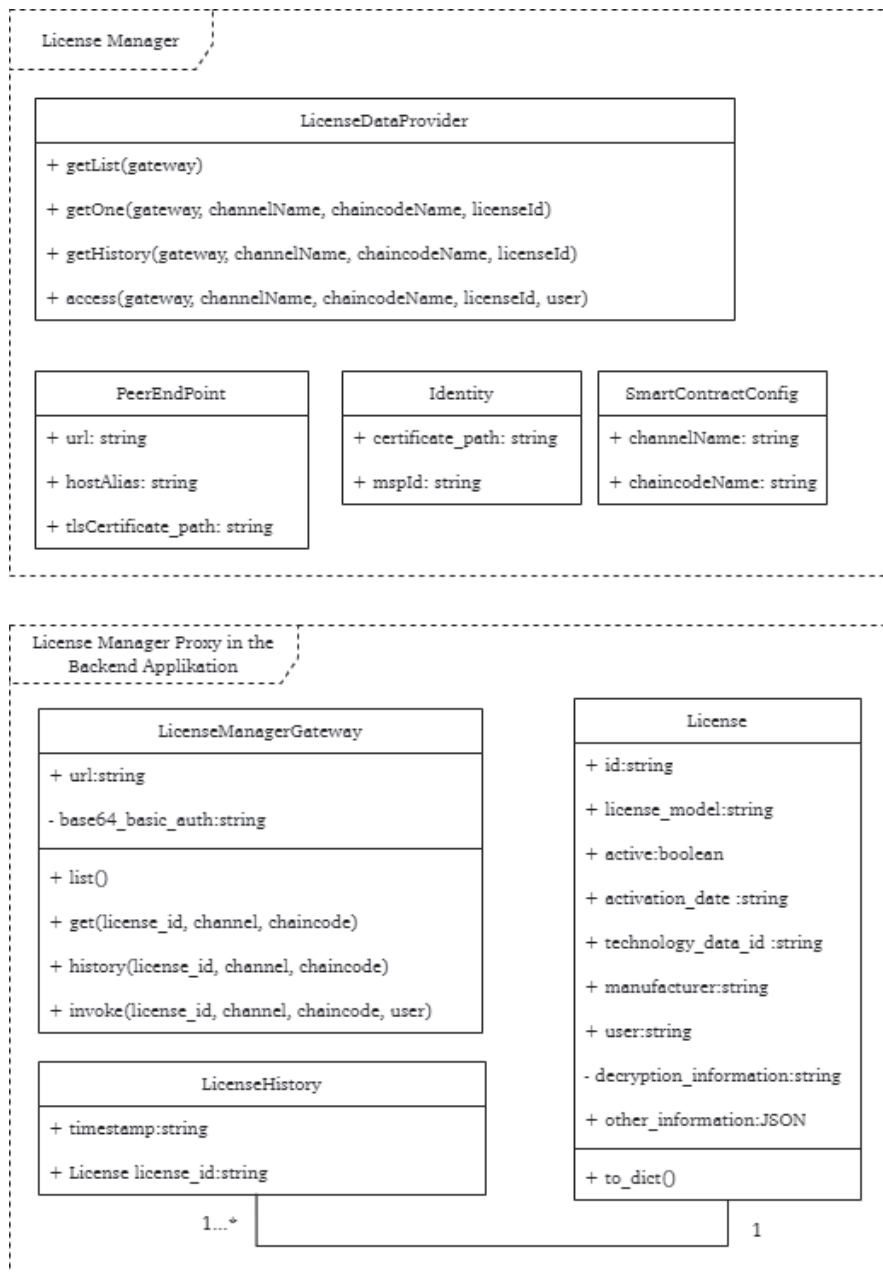 License Manager
LicenseDataProvider
+ getList(gateway)
+ getOne(gateway, channelName, chaincodeName, licenseId)
+ getHistory(gateway, channelName, chaincodeName, licenseId)
+ access(gateway, channelName, chaincodeName, licenseId, user)
PeerEndPoint
+ url: string
+ hostAlias: string
+ tlsCertificate_path: string
Identity
+ certificate_path: string
+ mspId: string
SmartContractConfig
+ channelName: string
+ chaincodeName: string
License Manager Proxy in the
Backend Applikation
LicenseManagerGateway
+ url:string
- base64_basic_auth:string
+ list()
+ get(license_id, channel, chaincode)
+ history(license_id, channel, chaincode)
+ invoke(license_id, channel, chaincode, user)
LicenseHistory
+ timestamp:string
+ License license_id:string
1...*
License
+ id:string
+ license_model:string
+ active:boolean
+ activation_date :string
+ technology_data_id :string
+ manufacturer:string
+ user:string
- decryption_information:string
+ other_information:JSON
+ to_dict()
1